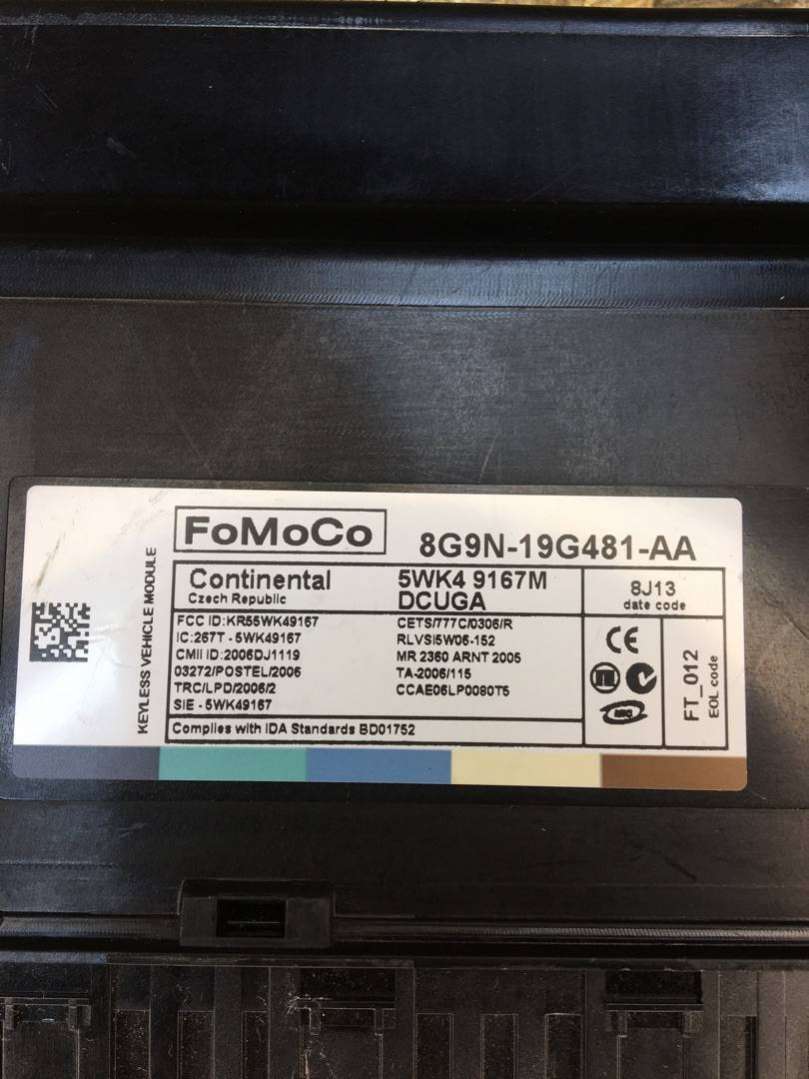 FoMoCo
8G9N-19G481-AA
KEYLESS VEHICLE MODULE
Continental
Czech Republic
5WK4 9167M
DCUGA
8J13
date code
FCC ID:KR55WK49167
IC:267T - 5WK49167
CMII ID:2006DJ1119
03272/POSTEL/2006
TRC/LPD/2006/2
SIE - 5WK49167
CETS/777C/0306/R
RLVSI5W06-152
MR 2360 ARNT 2005
TA-2006/115
CCAE06LP0080T5
CE
FT_012
EOL code
Complies with IDA Standards BD01752